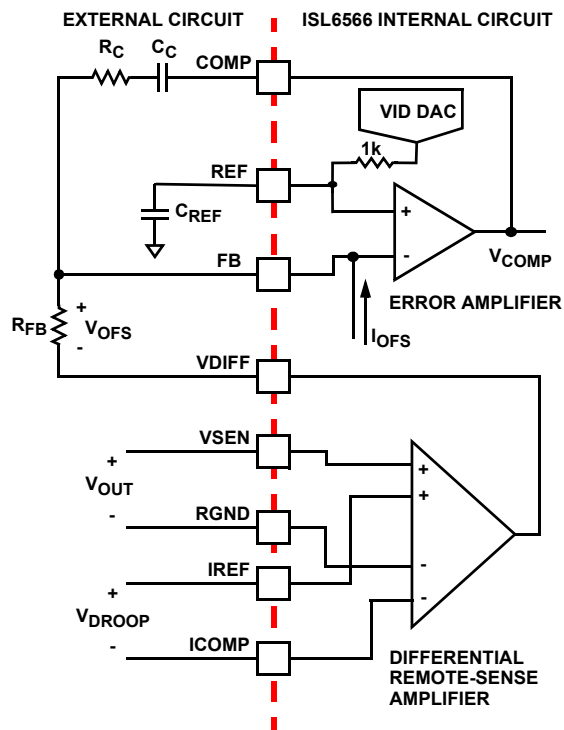 EXTERNAL CIRCUIT
ISL6566 INTERNAL CIRCUIT
RC
CC
COMP
VID DAC
1k
REF
CREF
+
-
VCOMP
FB
ERROR AMPLIFIER
IOFS
RFB
+
VOFS
-
VDIFF
VSEN
+
VOUT
-
+
+
RGND
IREF
-
-
+
VDROOP
-
ICOMP
DIFFERENTIAL
REMOTE-SENSE
AMPLIFIER